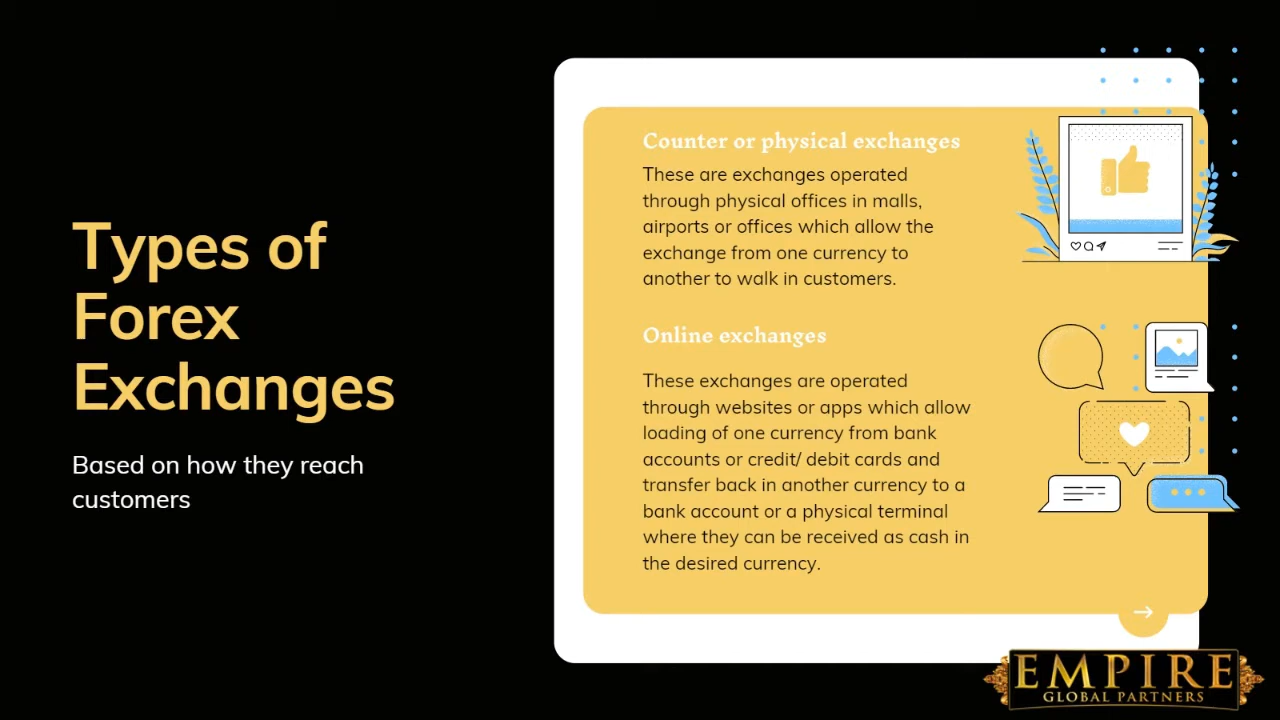 Types of
Forex
Exchanges
Based on how they reach
customers
Counter or physical exchanges
These are exchanges operated
through physical offices in malls,
airports or offices which allow the
exchange from one currency to
another to walk in customers.
Online exchanges
These exchanges are operated
through websites or apps which allow
loading of one currency from bank
accounts or credit/ debit cards and
transfer back in another currency to a
bank account or a physical terminal
where they can be received as cash in
the desired currency.
EMPIRE
GLOBAL PARTNERS